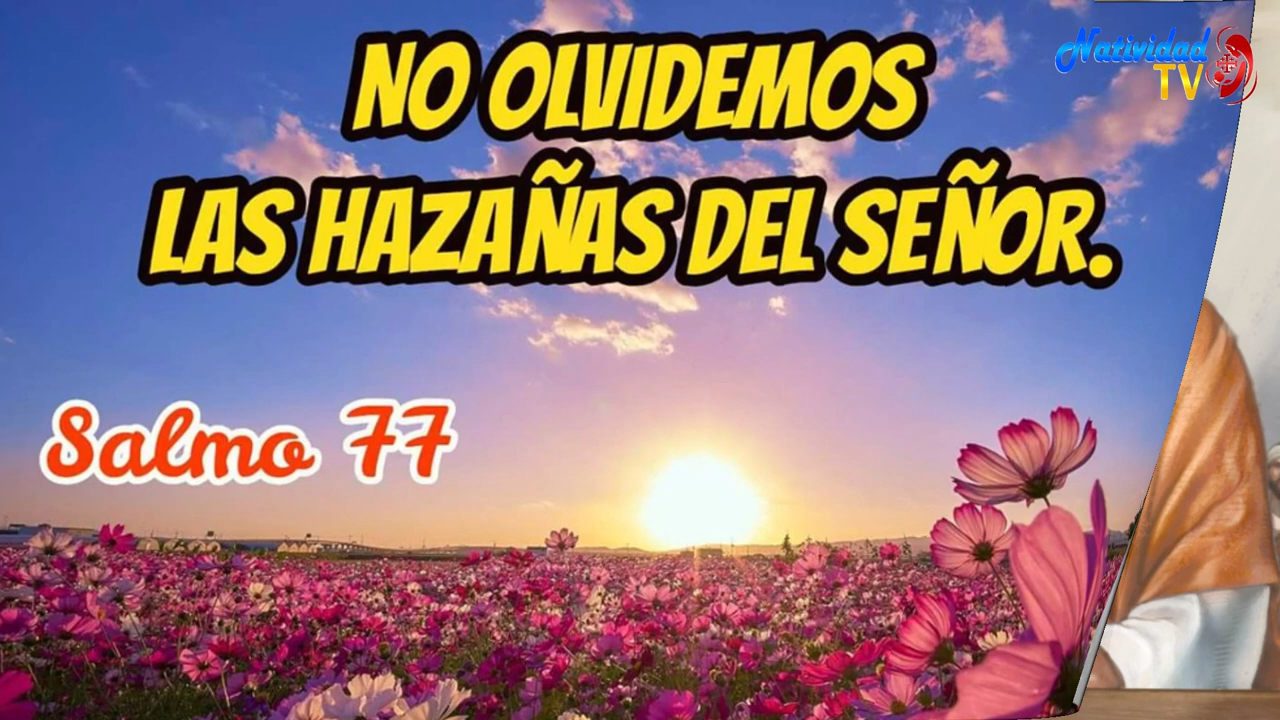 Natividad
TV
NO OLVIDEMOS
LAS HAZAÑAS DEL SEÑOR.
Salmo 77